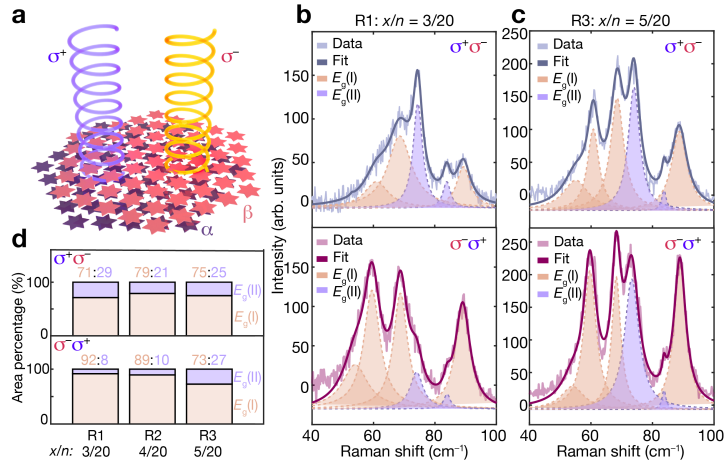 a
σ⁺
σ⁻
β
α
b
R1: x/n = 3/20
σ⁺σ⁻
Data
Fit
Eg(I)
Eg(II)
150
100
50
0
Intensity (arb. units)
σ⁻σ⁺
Data
Fit
Eg(I)
Eg(II)
150
100
50
0
40
60
80
100
Raman shift (cm⁻¹)
c
R3: x/n = 5/20
σ⁺σ⁻
Data
Fit
Eg(I)
Eg(II)
250
200
150
100
50
0
σ⁻σ⁺
Data
Fit
Eg(I)
Eg(II)
250
200
150
100
50
0
40
60
80
100
Raman shift (cm⁻¹)
d
σ⁺σ⁻
71:29 79:21 75:25
100
0
Eg(II)
Eg(I)
Area percentage (%)
σ⁻σ⁺
92:8 89:10 73:27
100
0
Eg(II)
Eg(I)
R1 R2 R3
x/n: 3/20 4/20 5/20